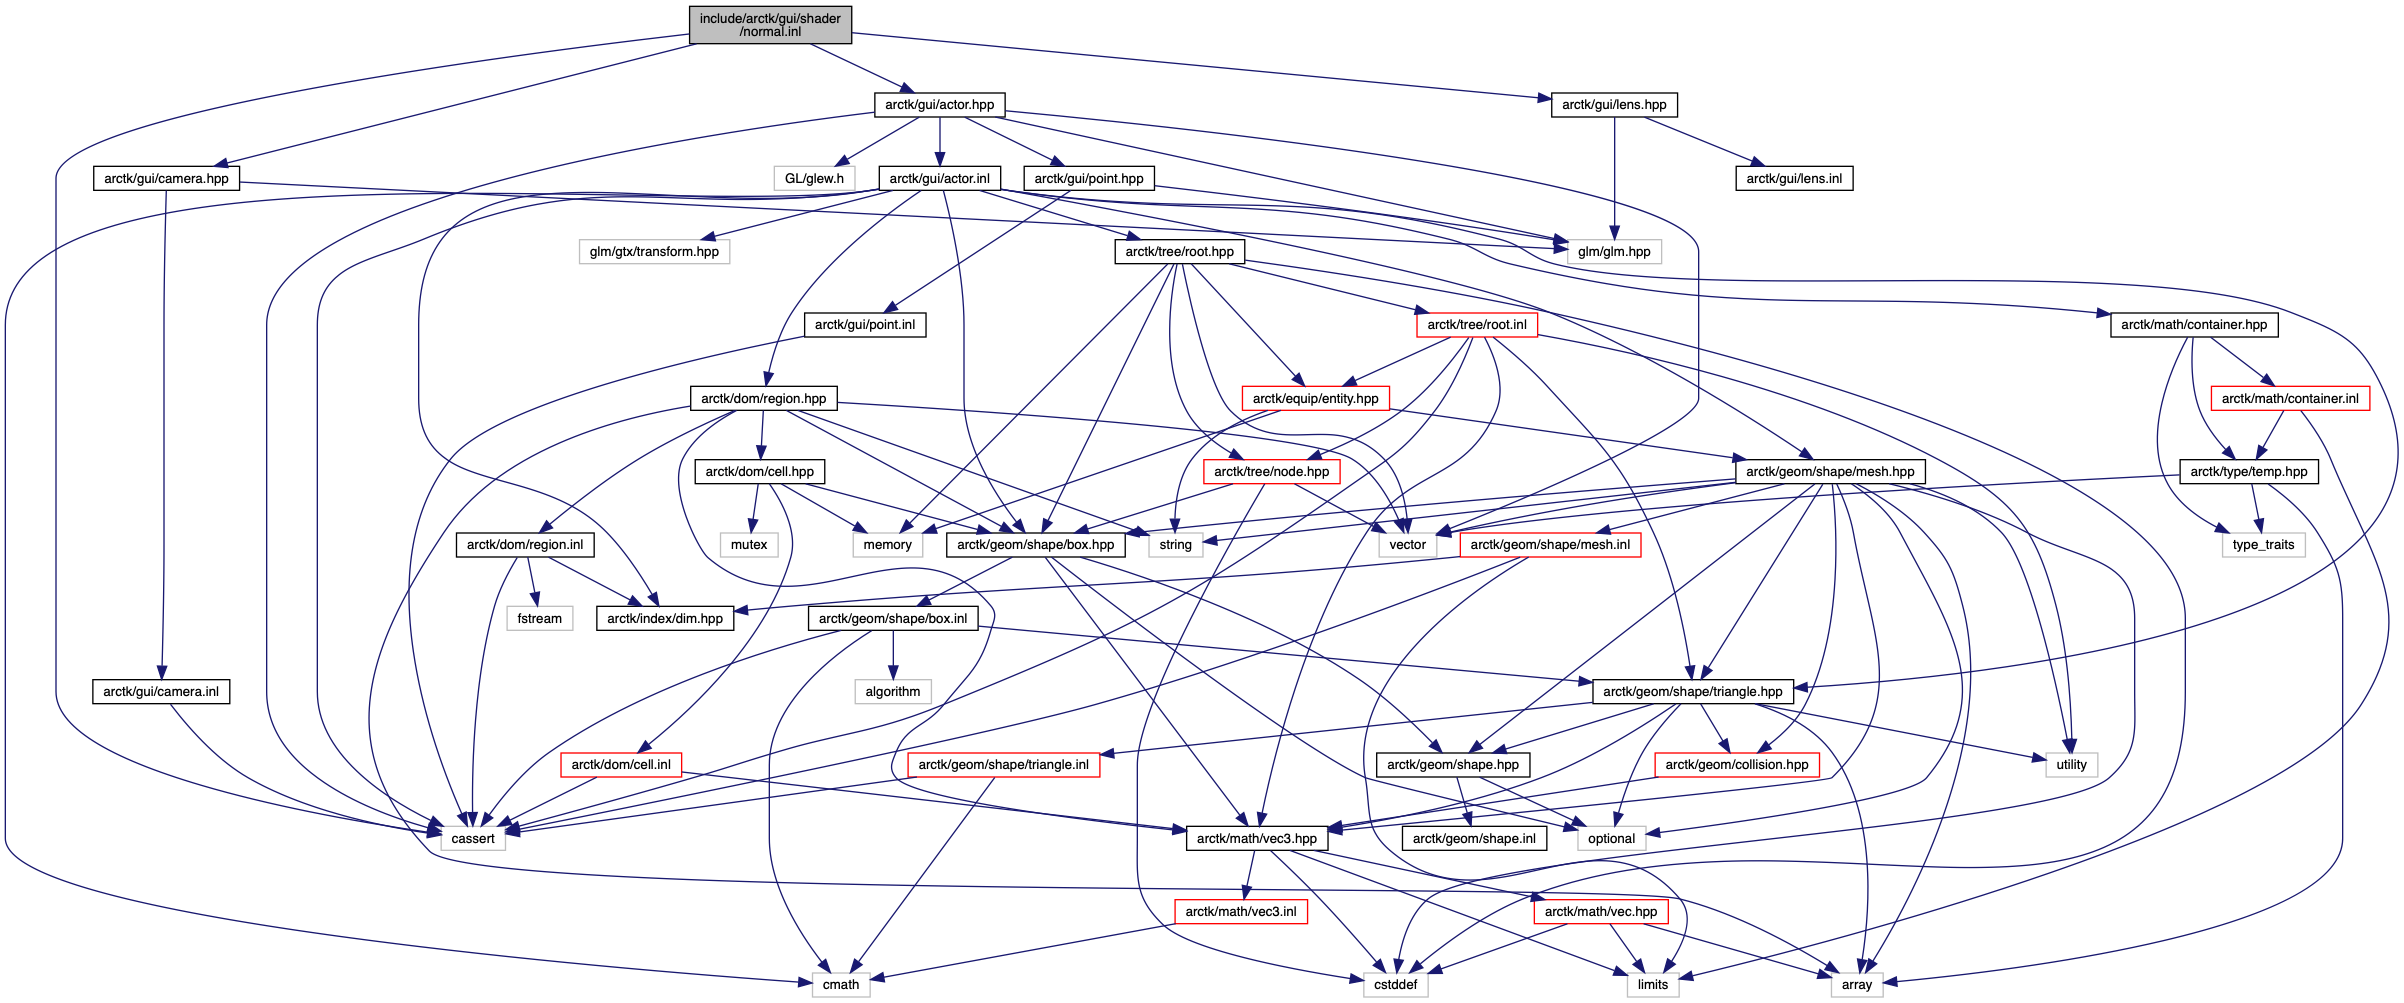 include/arctk/gui/shader
/normal.inl
arctk/gui/actor.hpp
arctk/gui/lens.hpp
arctk/gui/camera.hpp
GL/glew.h
arctk/gui/actor.inl
arctk/gui/point.hpp
arctk/gui/lens.inl
glm/gtx/transform.hpp
arctk/tree/root.hpp
glm/glm.hpp
arctk/gui/point.inl
arctk/tree/root.inl
arctk/math/container.hpp
arctk/dom/region.hpp
arctk/equip/entity.hpp
arctk/math/container.inl
arctk/dom/cell.hpp
arctk/tree/node.hpp
arctk/geom/shape/mesh.hpp
arctk/type/temp.hpp
arctk/dom/region.inl
mutex
memory
arctk/geom/shape/box.hpp
string
vector
arctk/geom/shape/mesh.inl
type_traits
fstream
arctk/index/dim.hpp
arctk/geom/shape/box.inl
arctk/gui/camera.inl
algorithm
arctk/geom/shape/triangle.hpp
arctk/dom/cell.inl
arctk/geom/shape/triangle.inl
arctk/geom/shape.hpp
arctk/geom/collision.hpp
utility
cassert
arctk/math/vec3.hpp
arctk/geom/shape.inl
optional
arctk/math/vec3.inl
arctk/math/vec.hpp
cmath
cstddef
limits
array